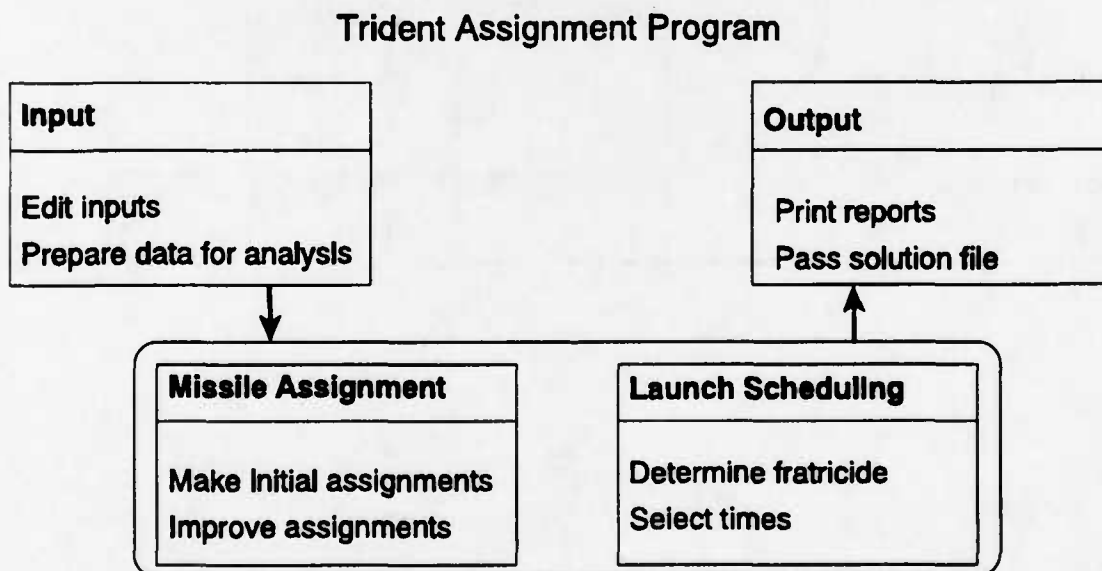 Trident Assignment Program
Input
Edit inputs
Prepare data for analysis
Output
Print reports
Pass solution file
Missile Assignment
Make Initial assignments
Improve assignments
Launch Scheduling
Determine fratricide
Select times